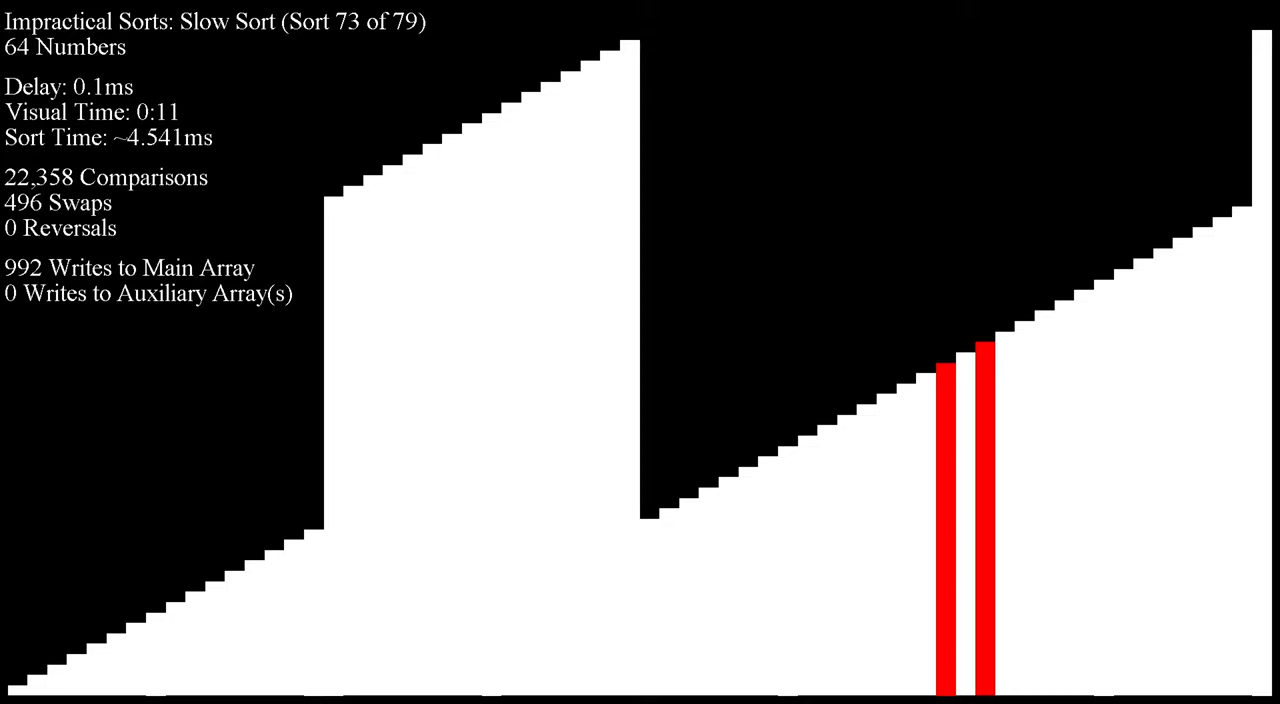 Impractical Sorts: Slow Sort (Sort 73 of 79)
64 Numbers
Delay: 0.1ms
Visual Time: 0:11
Sort Time: ~4.541ms
22,358 Comparisons
496 Swaps
0 Reversals
992 Writes to Main Array
0 Writes to Auxiliary Array(s)